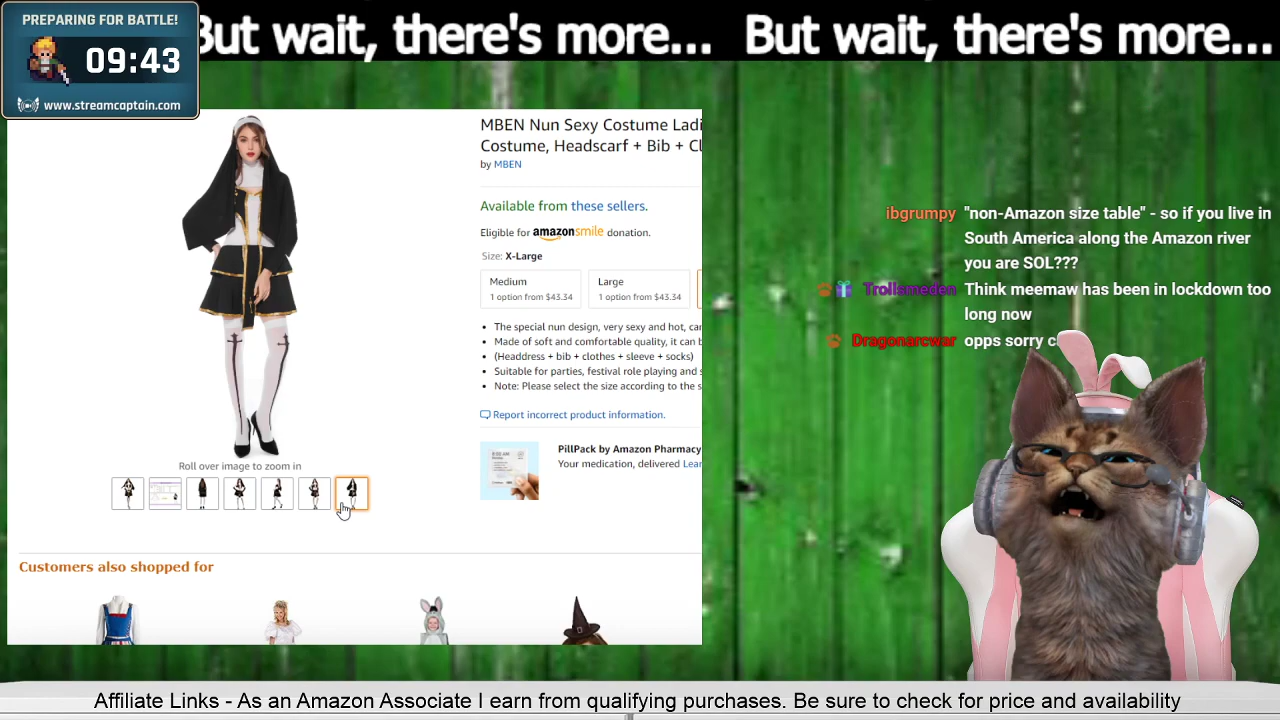 PREPARING FOR BATTLE!
09:43
www.streamcaptain.com
But wait, there's more... But wait, there's more...
MBEN Nun Sexy Costume Ladi
Costume, Headscarf + Bib + Cl
by MBEN
Available from these sellers.
Eligible for amazonsmile donation.
Size: X-Large
Medium
1 option from $43.34
Large
1 option from $43.34
• The special nun design, very sexy and hot, ca
• Made of soft and comfortable quality, it can b
• (Headdress + bib + clothes + sleeve + socks)
• Suitable for parties, festival role playing and s
• Note: Please select the size according to the s
Report incorrect product information.
PillPack by Amazon Pharmacy
Your medication, delivered Lear
Roll over image to zoom in
Customers also shopped for
ibgrumpy "non-Amazon size table" - so if you live in
South America along the Amazon river
you are SOL???
Trollsmeden Think meemaw has been in lockdown too
long now
Dragonarcwar opps sorry c
Affiliate Links - As an Amazon Associate I earn from qualifying purchases. Be sure to check for price and availability